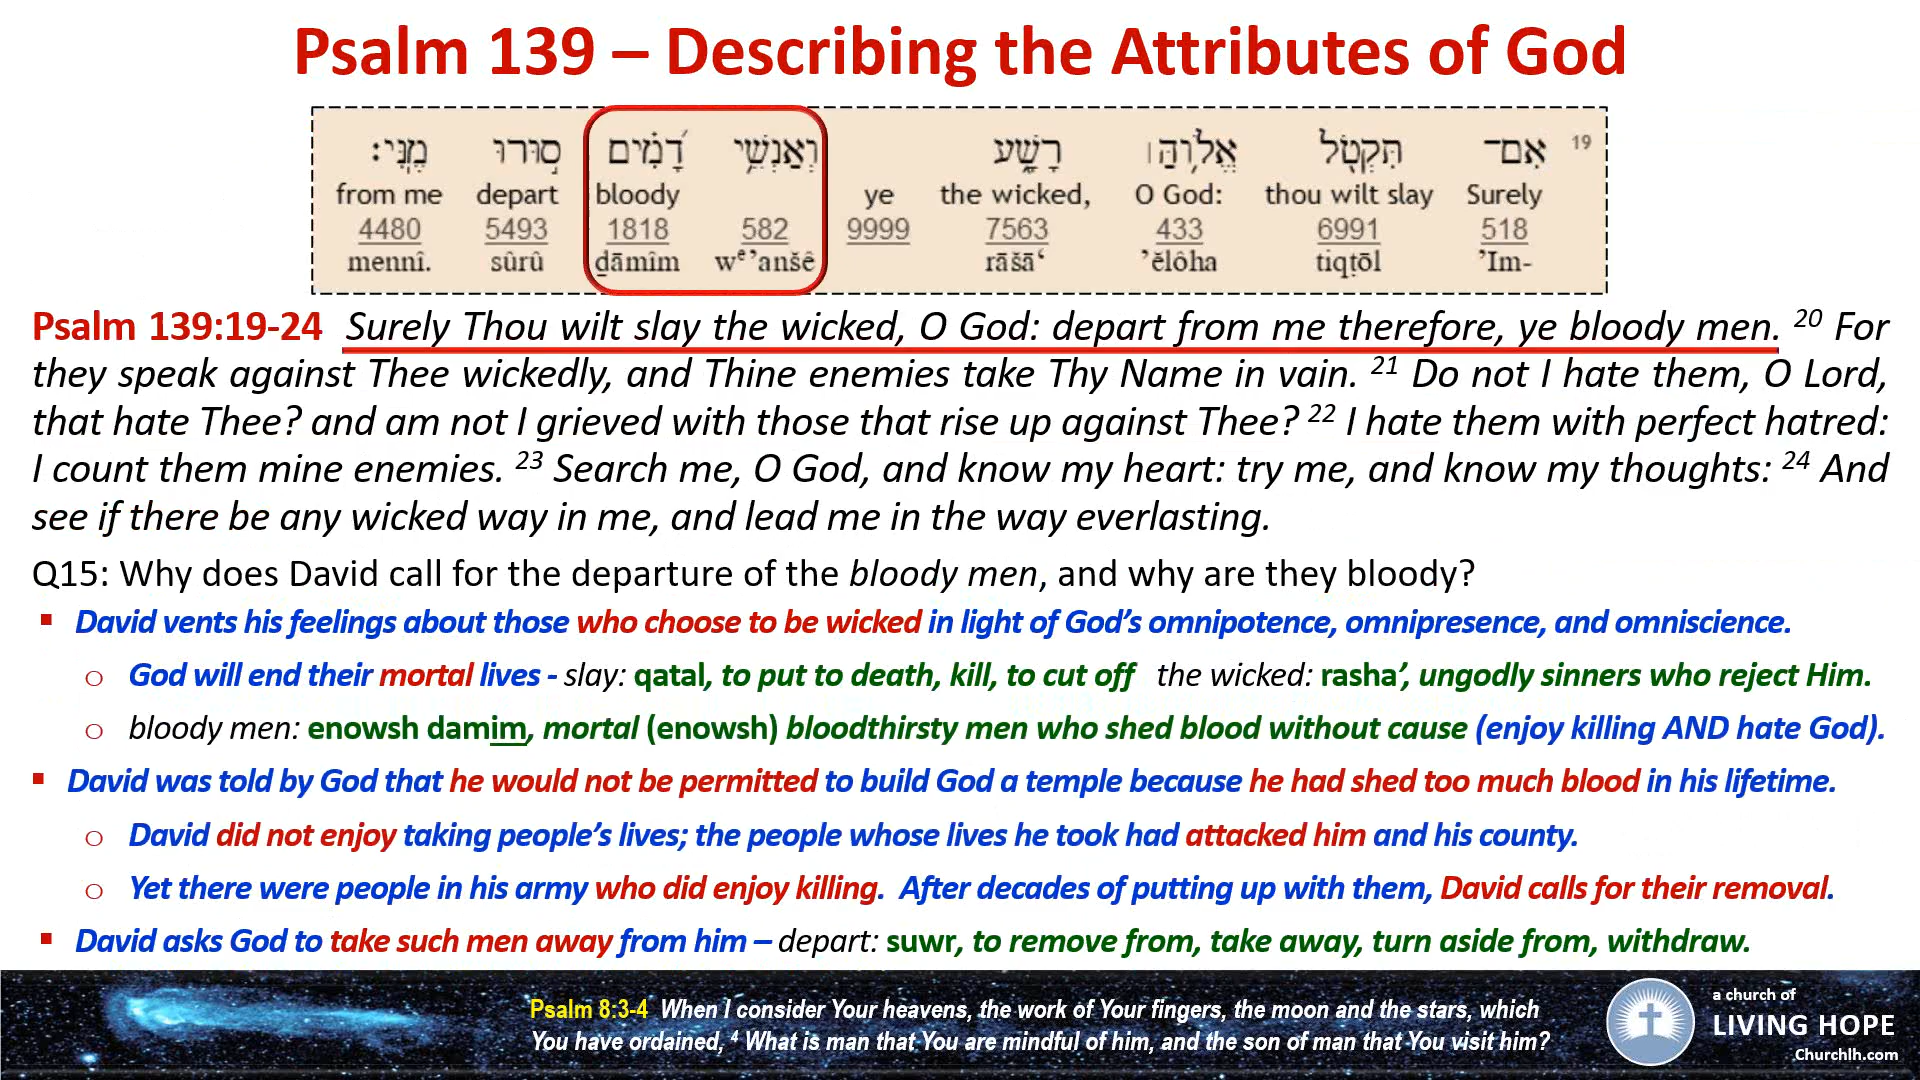 Psalm 139 – Describing the Attributes of God
19 אִם־ תִּקְטֹ֖ל אֱל֥וֹהַּ ׀ רָשָׁ֑ע וְאַנְשֵׁ֥י דָ֝מִ֗ים ס֣וּרוּ מֶֽנִּי׃
from me depart bloody ye the wicked, O God: thou wilt slay Surely
4480 5493 1818 582 9999 7563 433 6991 518
mennî. sûrû ḏāmîm wᵉ’anšê rāšā‘ ’ĕlôha tiqṭōl ’Im-
Psalm 139:19-24 Surely Thou wilt slay the wicked, O God: depart from me therefore, ye bloody men. 20 For
they speak against Thee wickedly, and Thine enemies take Thy Name in vain. 21 Do not I hate them, O Lord,
that hate Thee? and am not I grieved with those that rise up against Thee? 22 I hate them with perfect hatred:
I count them mine enemies. 23 Search me, O God, and know my heart: try me, and know my thoughts: 24 And
see if there be any wicked way in me, and lead me in the way everlasting.
Q15: Why does David call for the departure of the bloody men, and why are they bloody?
▪ David vents his feelings about those who choose to be wicked in light of God’s omnipotence, omnipresence, and omniscience.
o God will end their mortal lives - slay: qatal, to put to death, kill, to cut off the wicked: rasha’, ungodly sinners who reject Him.
o bloody men: enowsh damim, mortal (enowsh) bloodthirsty men who shed blood without cause (enjoy killing AND hate God).
▪ David was told by God that he would not be permitted to build God a temple because he had shed too much blood in his lifetime.
o David did not enjoy taking people’s lives; the people whose lives he took had attacked him and his county.
o Yet there were people in his army who did enjoy killing. After decades of putting up with them, David calls for their removal.
▪ David asks God to take such men away from him – depart: suwr, to remove from, take away, turn aside from, withdraw.
Psalm 8:3-4 When I consider Your heavens, the work of Your fingers, the moon and the stars, which
You have ordained, 4 What is man that You are mindful of him, and the son of man that You visit him?
a church of
LIVING HOPE
Churchlh.com